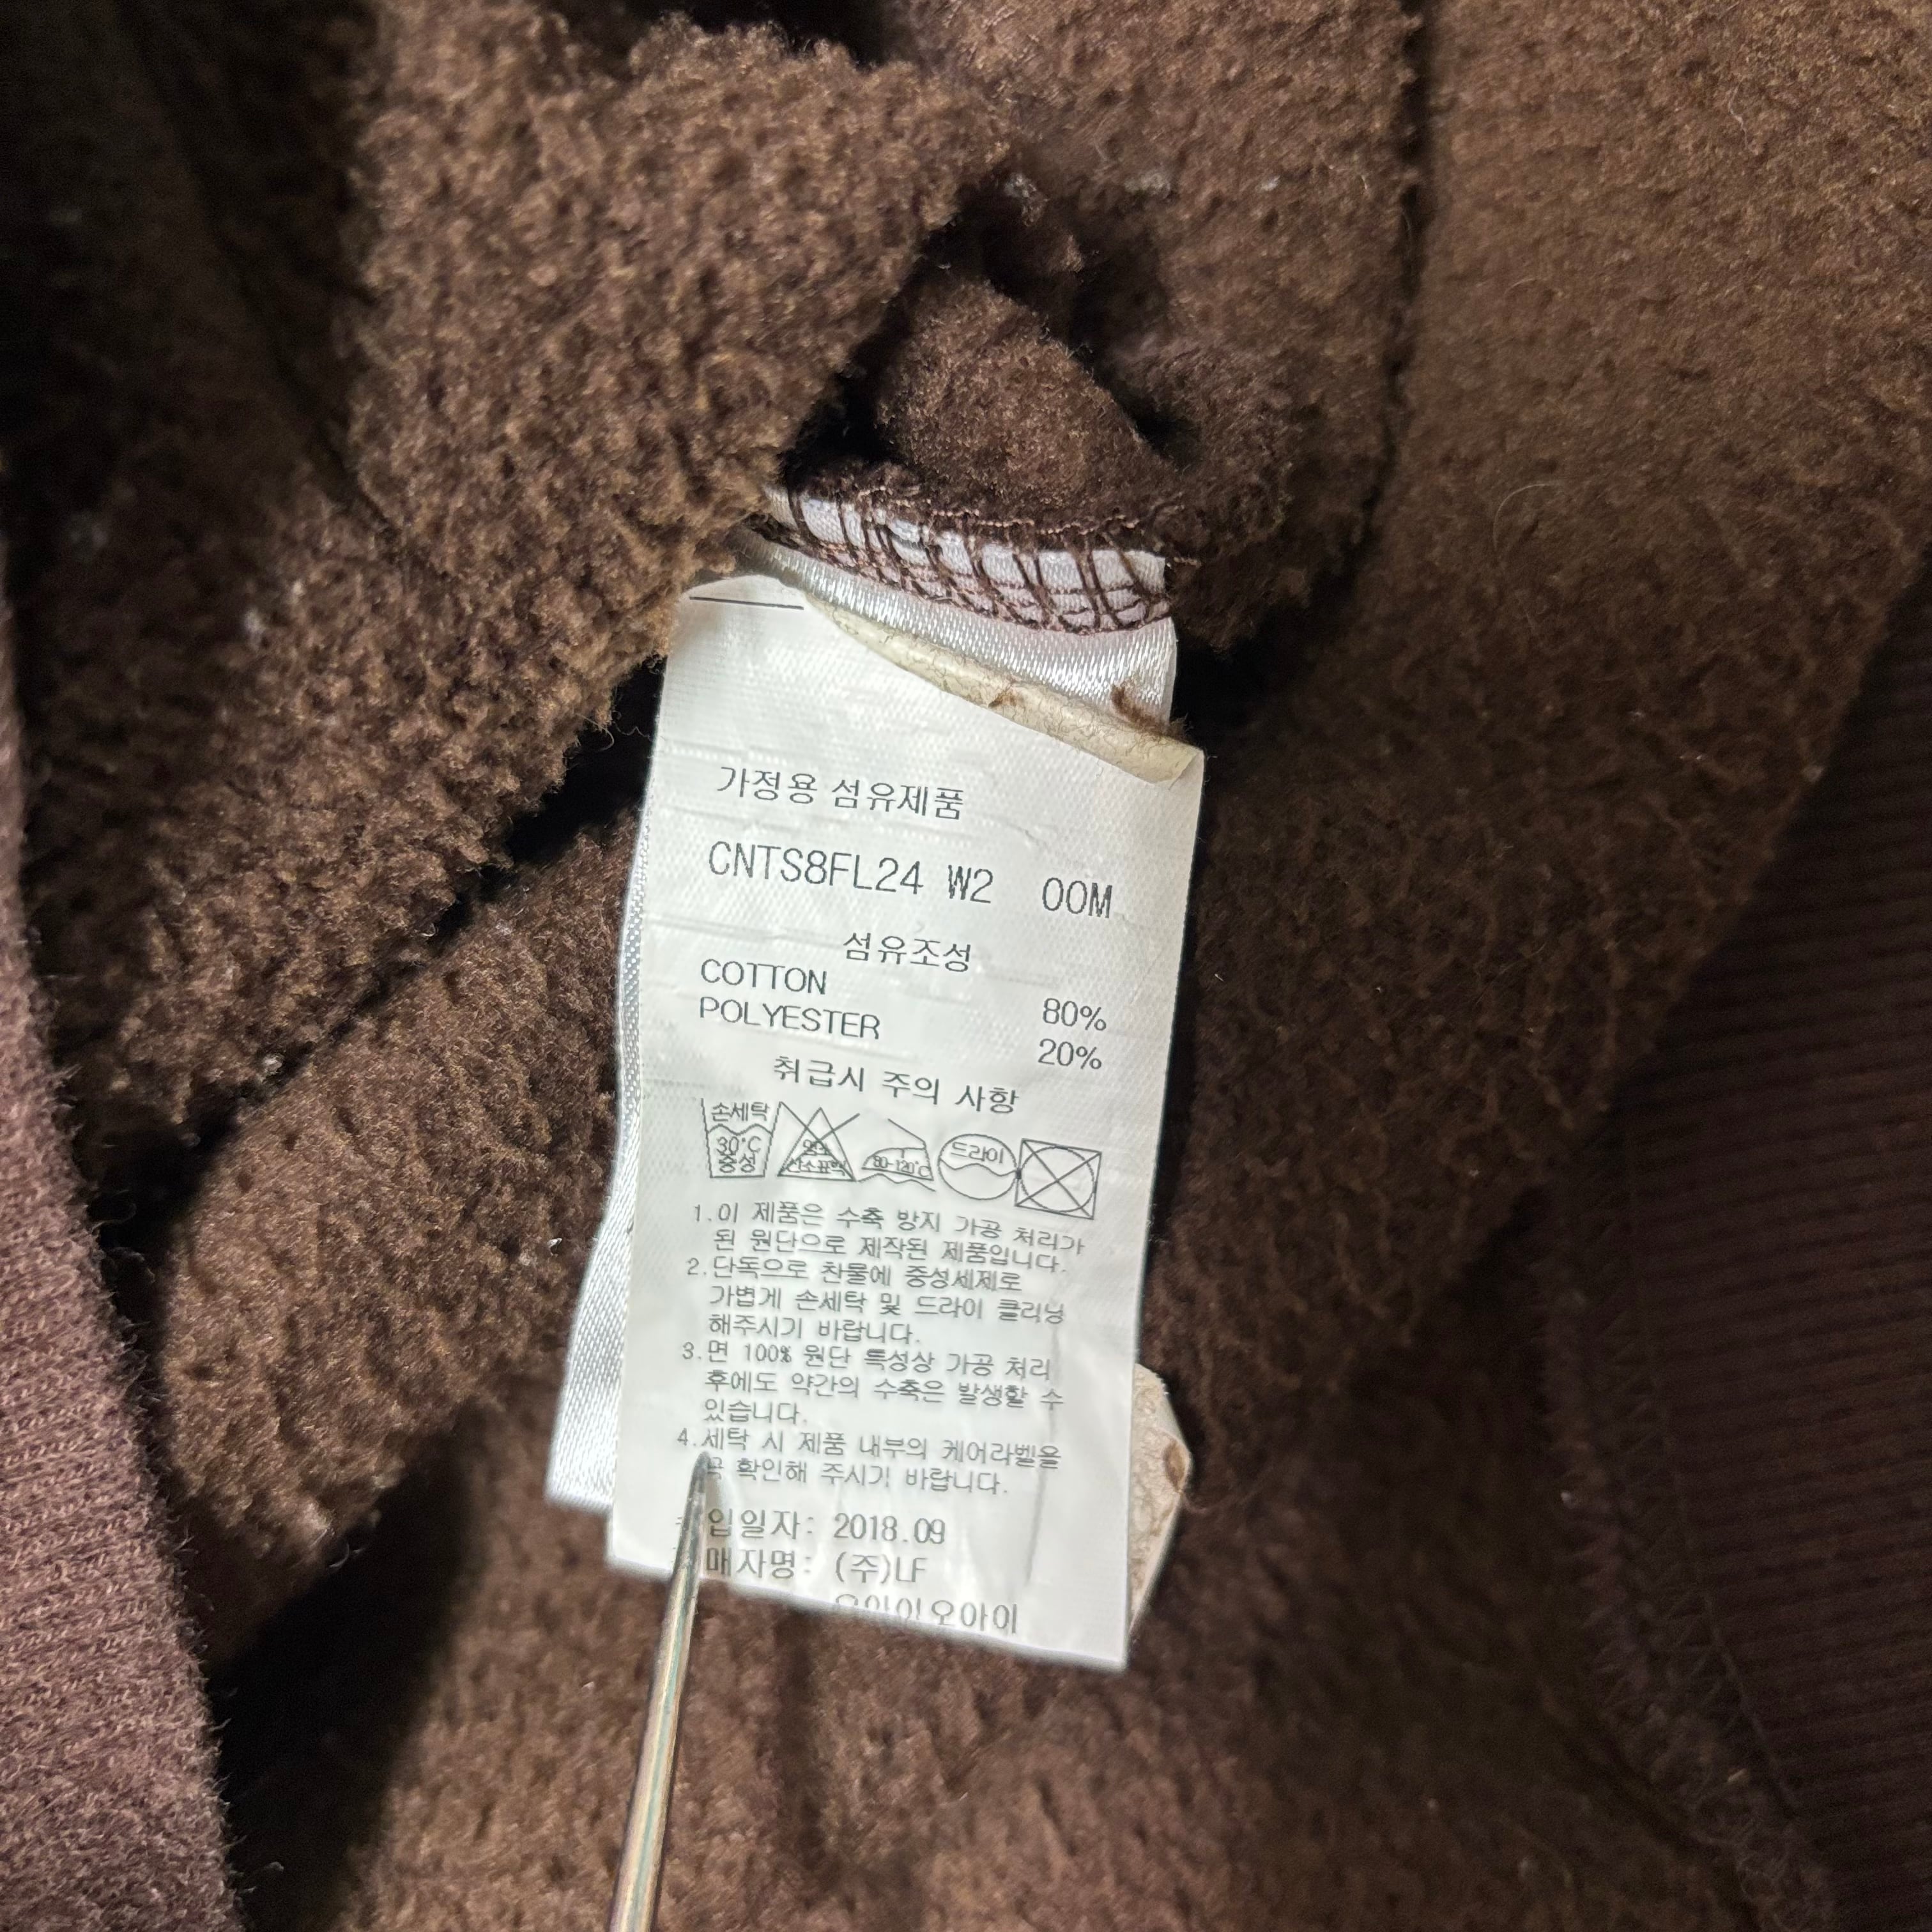 가정용 섬유제품
CNTS8FL24 W2 00M
섬유조성
COTTON 80%
POLYESTER 20%
취급시 주의 사항
손세탁
30°C
중성
80-120°C
드라이
1.이 제품은 수축 방지 가공 처리가
된 원단으로 제작된 제품입니다.
2.단독으로 찬물에 중성세제로
가볍게 손세탁 및 드라이 클리닝
해주시기 바랍니다.
3.면 100% 원단 특성상 가공 처리
후에도 약간의 수축은 발생할 수
있습니다.
4.세탁 시 제품 내부의 케어라벨을
확인해 주시기 바랍니다.
2018.09
(주)LF